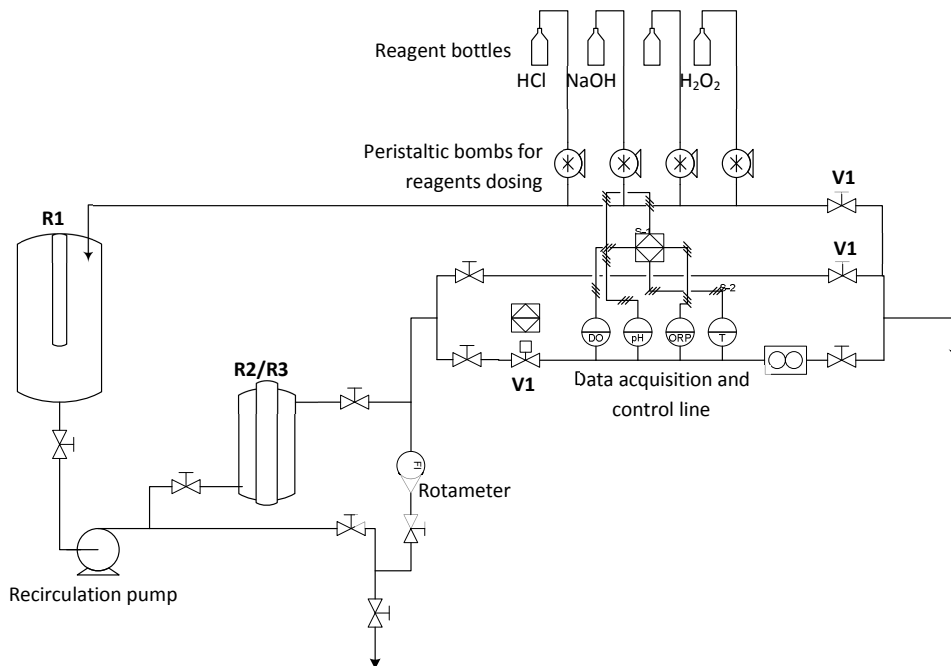 Reagent bottles
HCl
NaOH
H₂O₂
Peristaltic bombs for
reagents dosing
V1
R1
S-1
V1
S-2
DO
pH
ORP
T
V1
Data acquisition and
control line
R2/R3
FI
Rotameter
Recirculation pump